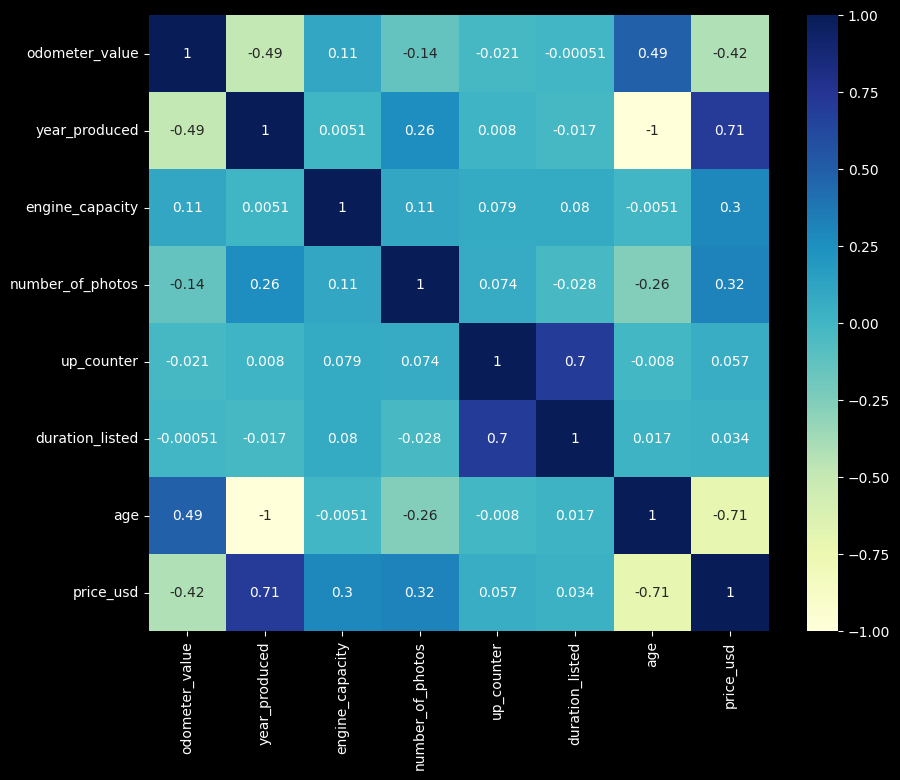 odometer_value 1 -0.49 0.11 -0.14 -0.021 -0.00051 0.49 -0.42
year_produced -0.49 1 0.0051 0.26 0.008 -0.017 -1 0.71
engine_capacity 0.11 0.0051 1 0.11 0.079 0.08 -0.0051 0.3
number_of_photos -0.14 0.26 0.11 1 0.074 -0.028 -0.26 0.32
up_counter -0.021 0.008 0.079 0.074 1 0.7 -0.008 0.057
duration_listed -0.00051 -0.017 0.08 -0.028 0.7 1 0.017 0.034
age 0.49 -1 -0.0051 -0.26 -0.008 0.017 1 -0.71
price_usd -0.42 0.71 0.3 0.32 0.057 0.034 -0.71 1
odometer_value
year_produced
engine_capacity
number_of_photos
up_counter
duration_listed
age
price_usd
1.00
0.75
0.50
0.25
0.00
−0.25
−0.50
−0.75
−1.00